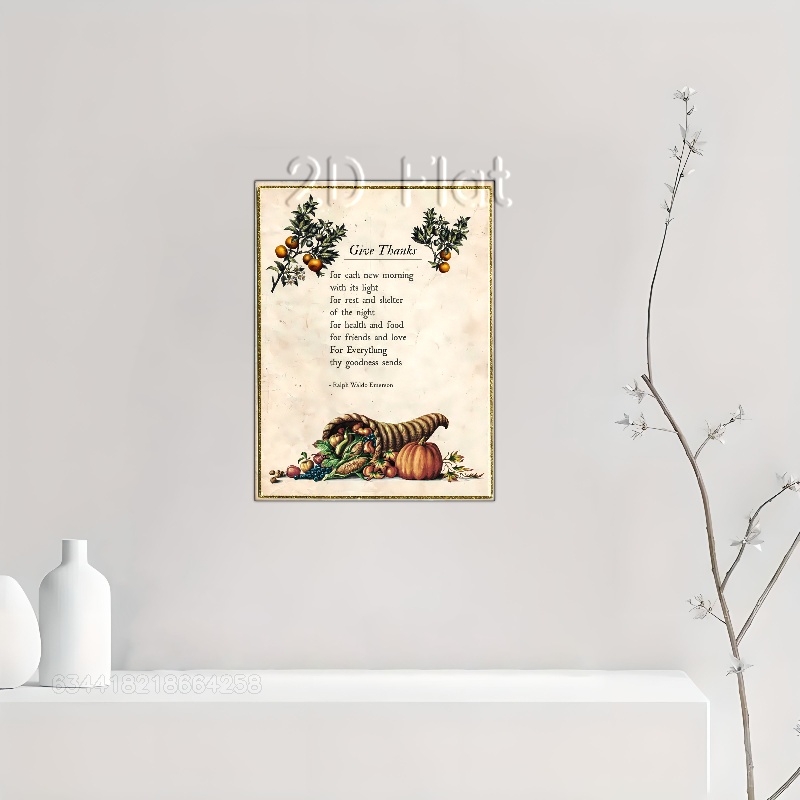 2D Flat
Give Thanks
for each new morning
with its light
for rest and shelter
of the night
for health and food
for friends and love
For Everything
thy goodness sends
- Ralph Waldo Emerson
634418218664258